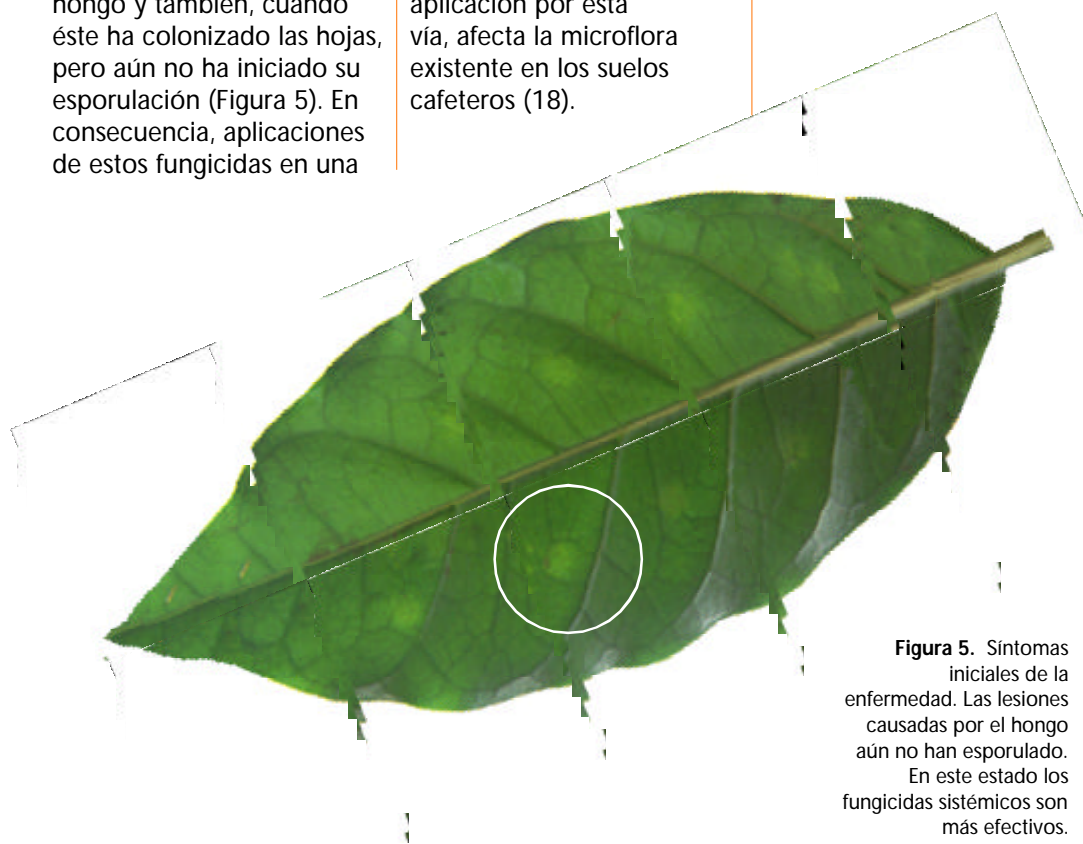 hongo y también, cuando
éste ha colonizado las hojas,
pero aún no ha iniciado su
esporulación (Figura 5). En
consecuencia, aplicaciones
de estos fungicidas en una
aplicación por esta
vía, afecta la microflora
existente en los suelos
cafeteros (18).
Figura 5. Síntomas
iniciales de la
enfermedad. Las lesiones
causadas por el hongo
aún no han esporulado.
En este estado los
fungicidas sistémicos son
más efectivos.